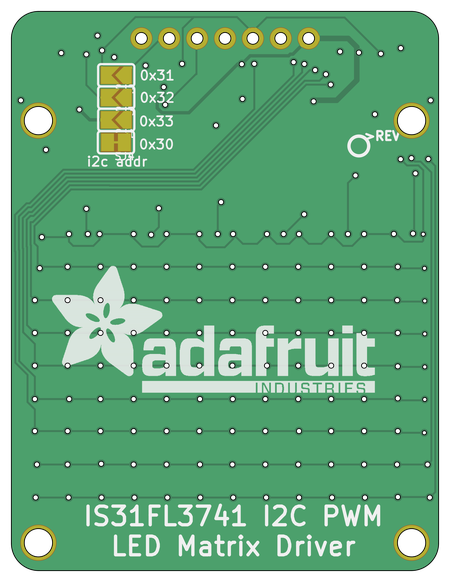 0x31
0x32
0x33
0x30
i2c addr
>REV
adafruit
INDUSTRIES
IS31FL3741 I2C PWM
LED Matrix Driver